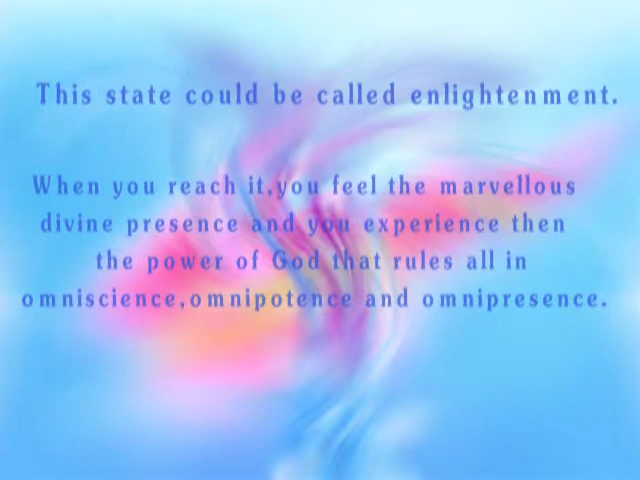 This state could be called enlightenment.
When you reach it,you feel the marvellous
divine presence and you experience then
the power of God that rules all in
omniscience,omnipotence and omnipresence.